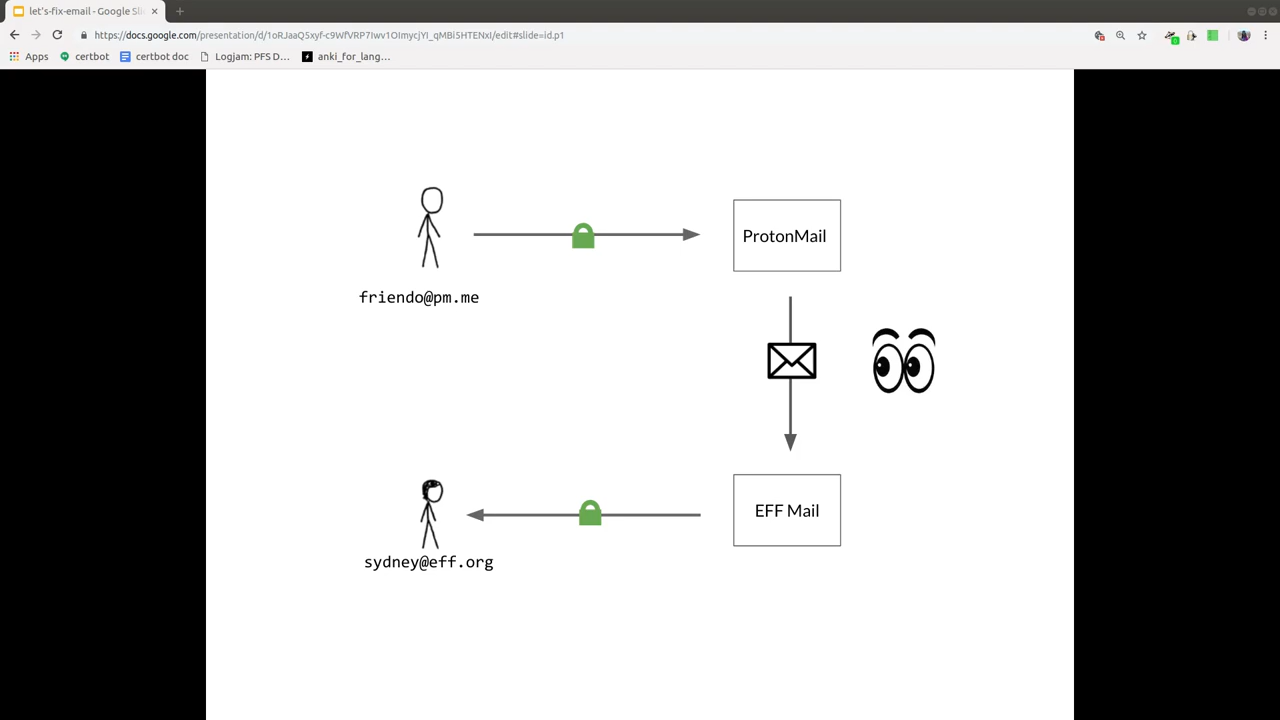 let's-fix-email - Google Sli
https://docs.google.com/presentation/d/1oRJaaQSxyf-c9WfVRP7Iwv1OImycjYI_qMBi5HTENxI/edit#slide=id.p1
Apps certbot certbot doc Logjam: PFS D... anki_for_lang...
ProtonMail
friendo@pm.me
EFF Mail
sydney@eff.org